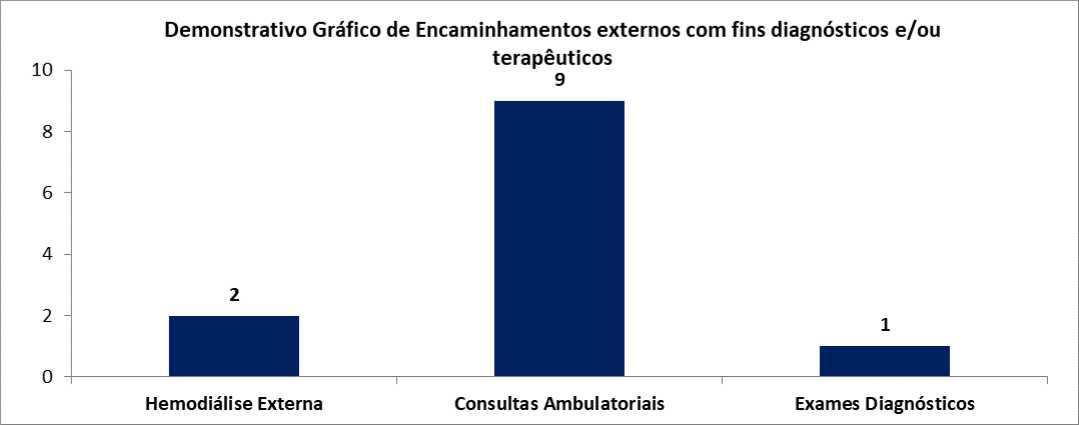 Demonstrativo Gráfico de Encaminhamentos externos com fins diagnósticos e/ou
terapêuticos
10
8
6
4
2
0
2
9
1
Hemodiálise Externa
Consultas Ambulatoriais
Exames Diagnósticos